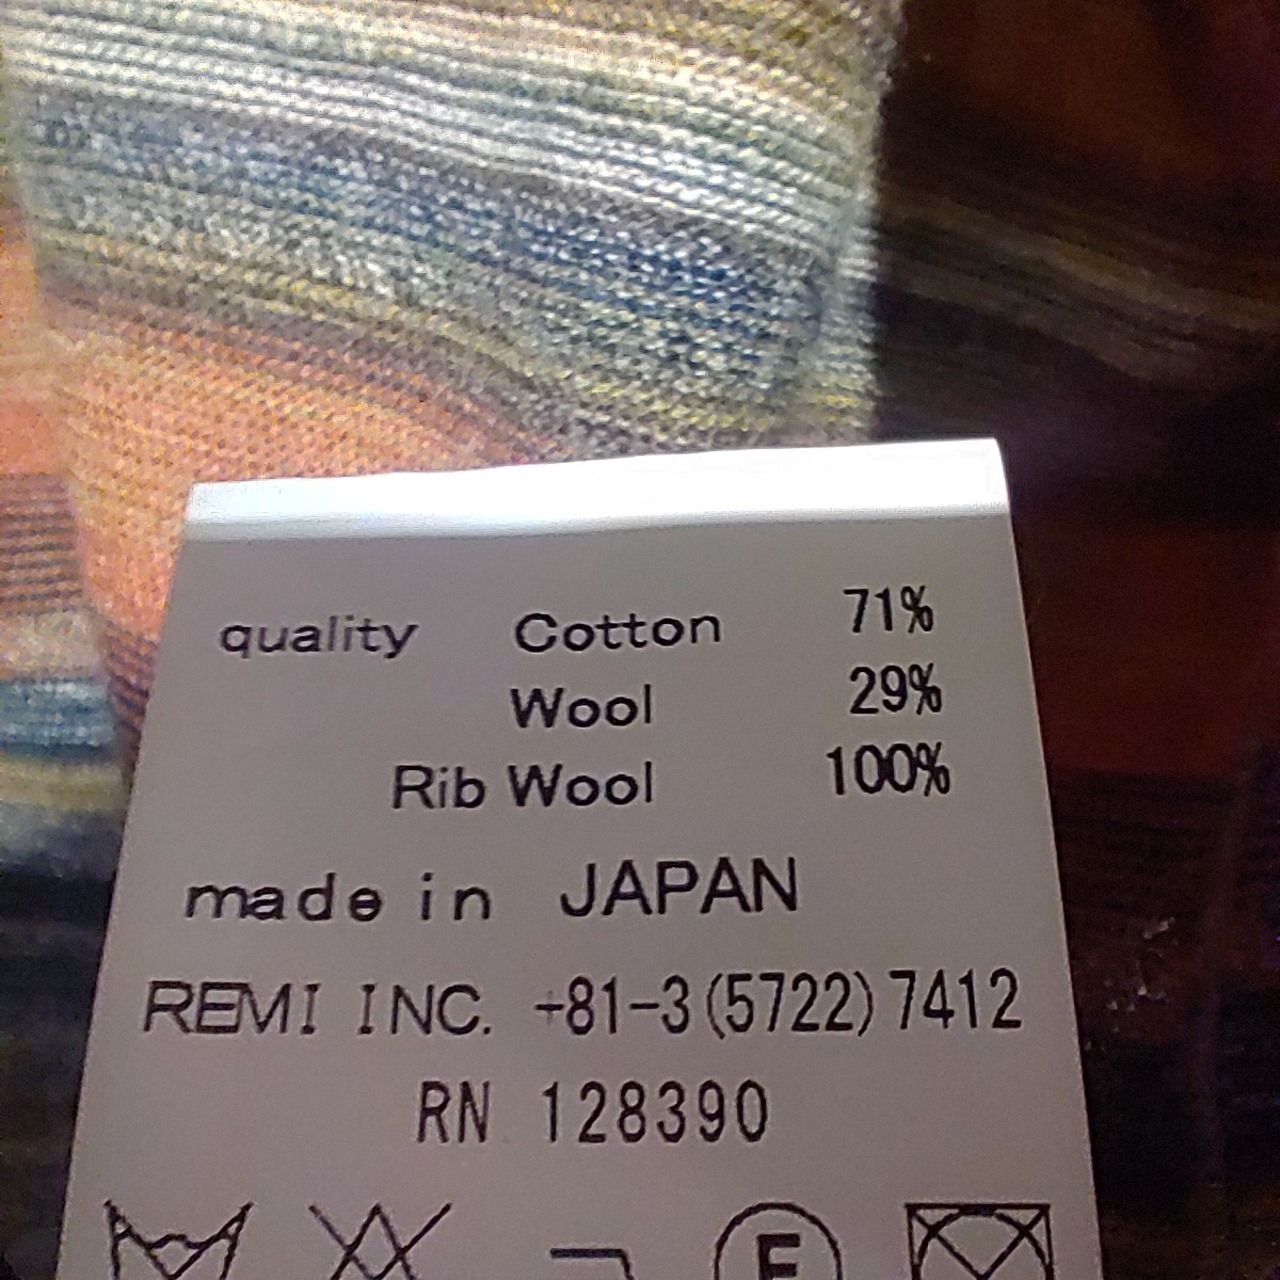 quality Cotton 71%
Wool 29%
Rib Wool 100%
made in JAPAN
REMI INC. +81-3(5722)7412
RN 128390
F